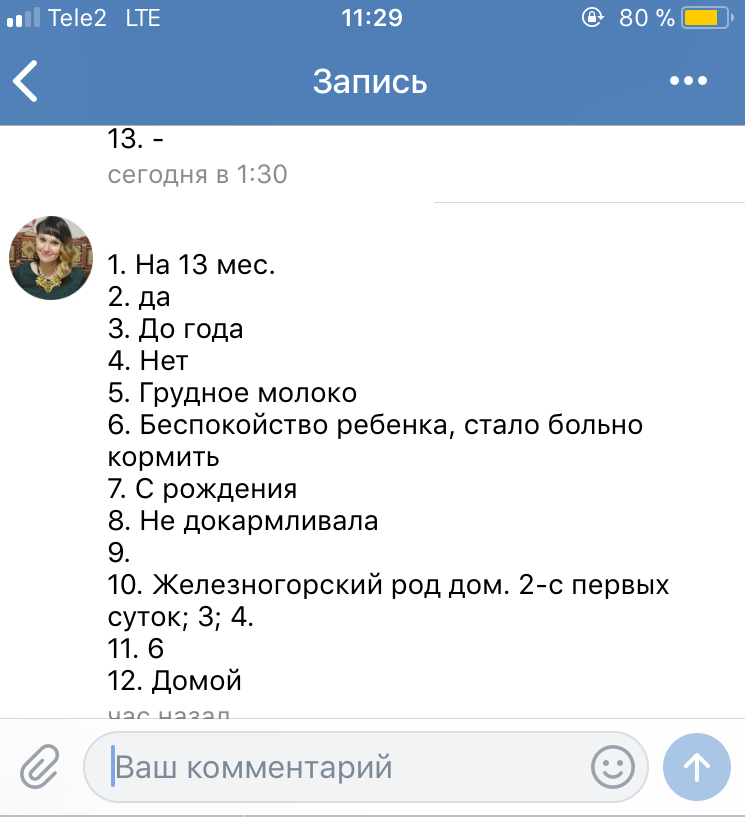 Tele2 LTE 11:29 80 %
Запись
13. -
сегодня в 1:30
1. На 13 мес.
2. да
3. До года
4. Нет
5. Грудное молоко
6. Беспокойство ребенка, стало больно
кормить
7. С рождения
8. Не докармливала
9.
10. Железногорский род дом. 2-с первых
суток; 3; 4.
11. 6
12. Домой
час назад
Ваш комментарий